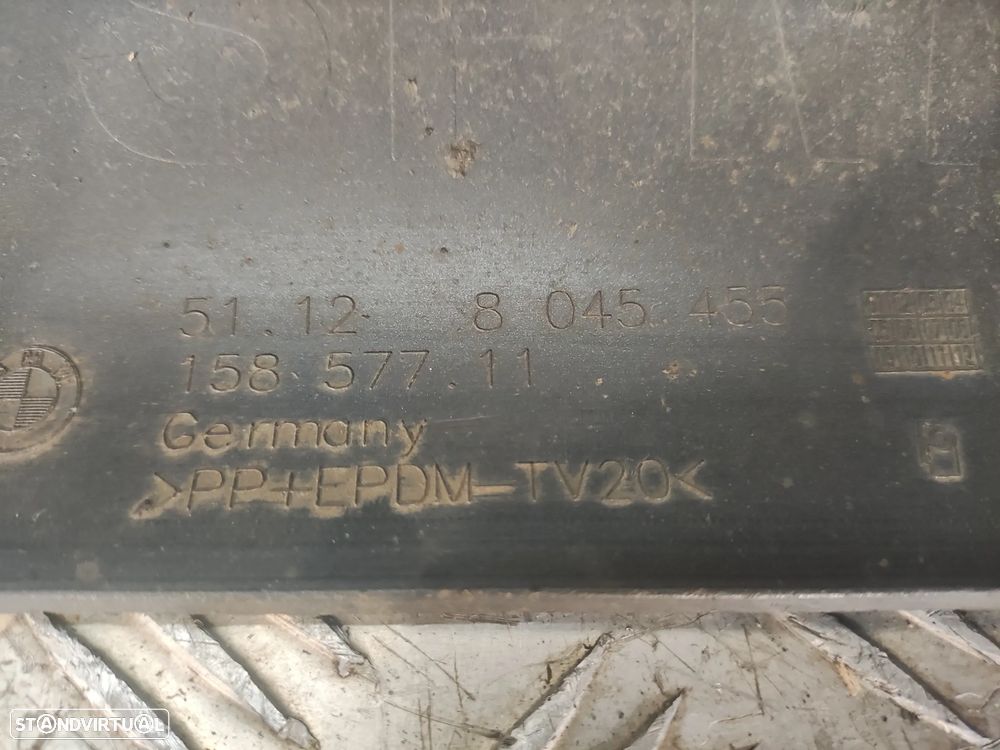 51.12 8 045 455
158 577.11
Germany
>PP+EPDM-TV20<
STANDVIRTUAL